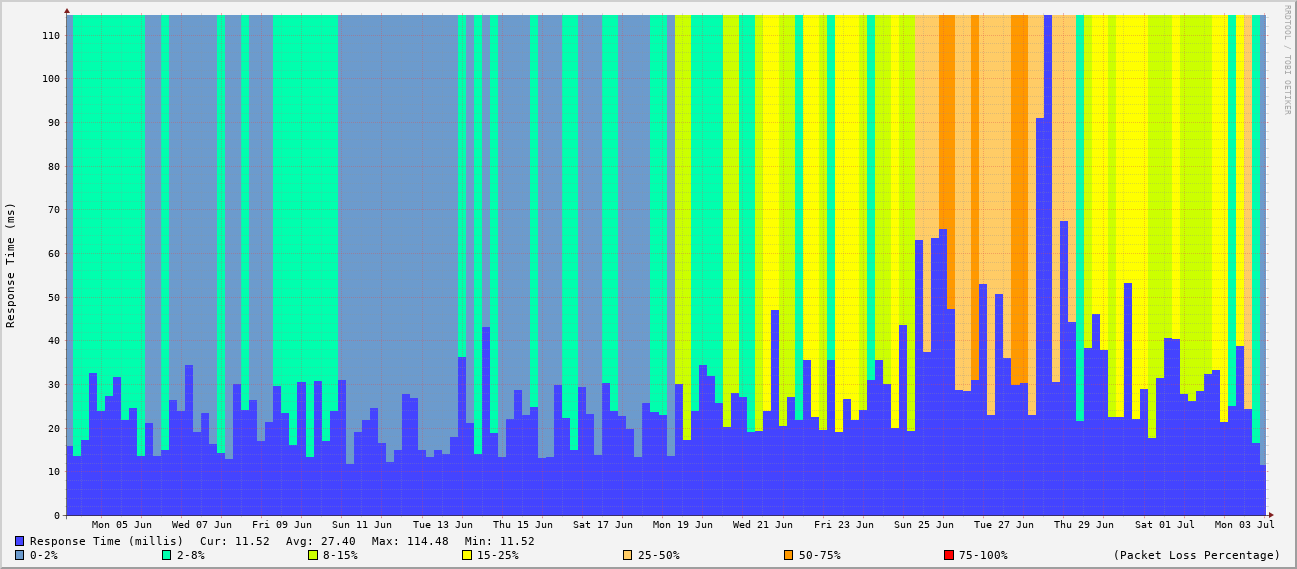 RRDTOOL / TOBI OETIKER
Response Time (ms)
110
100
90
80
70
60
50
40
30
20
10
0
Mon 05 Jun Wed 07 Jun Fri 09 Jun Sun 11 Jun Tue 13 Jun Thu 15 Jun Sat 17 Jun Mon 19 Jun Wed 21 Jun Fri 23 Jun Sun 25 Jun Tue 27 Jun Thu 29 Jun Sat 01 Jul Mon 03 Jul
Response Time (millis) Cur: 11.52 Avg: 27.40 Max: 114.48 Min: 11.52
0-2% 2-8% 8-15% 15-25% 25-50% 50-75% 75-100% (Packet Loss Percentage)